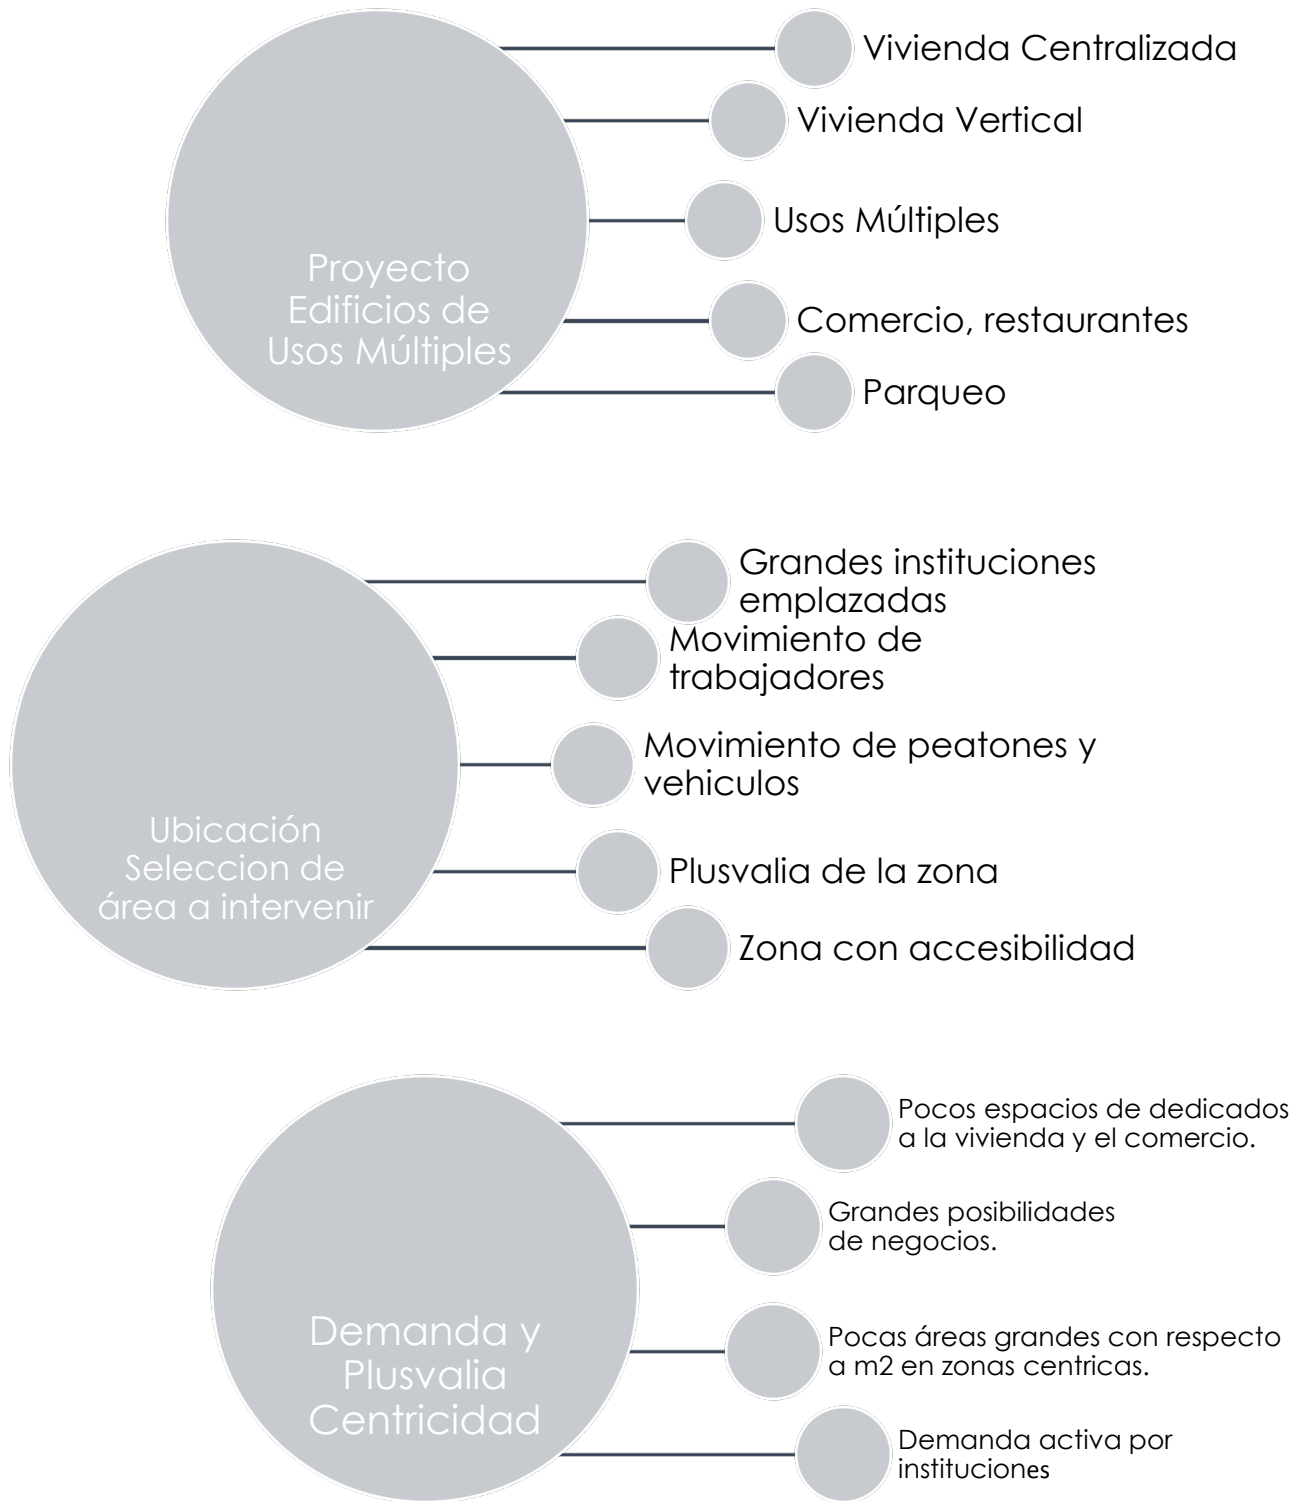 Proyecto
Edificios de
Usos Múltiples
Vivienda Centralizada
Vivienda Vertical
Usos Múltiples
Comercio, restaurantes
Parqueo
Ubicación
Seleccion de
área a intervenir
Grandes instituciones
emplazadas
Movimiento de
trabajadores
Movimiento de peatones y
vehiculos
Plusvalia de la zona
Zona con accesibilidad
Demanda y
Plusvalia
Centricidad
Pocos espacios de dedicados
a la vivienda y el comercio.
Grandes posibilidades
de negocios.
Pocas áreas grandes con respecto
a m2 en zonas centricas.
Demanda activa por
instituciones